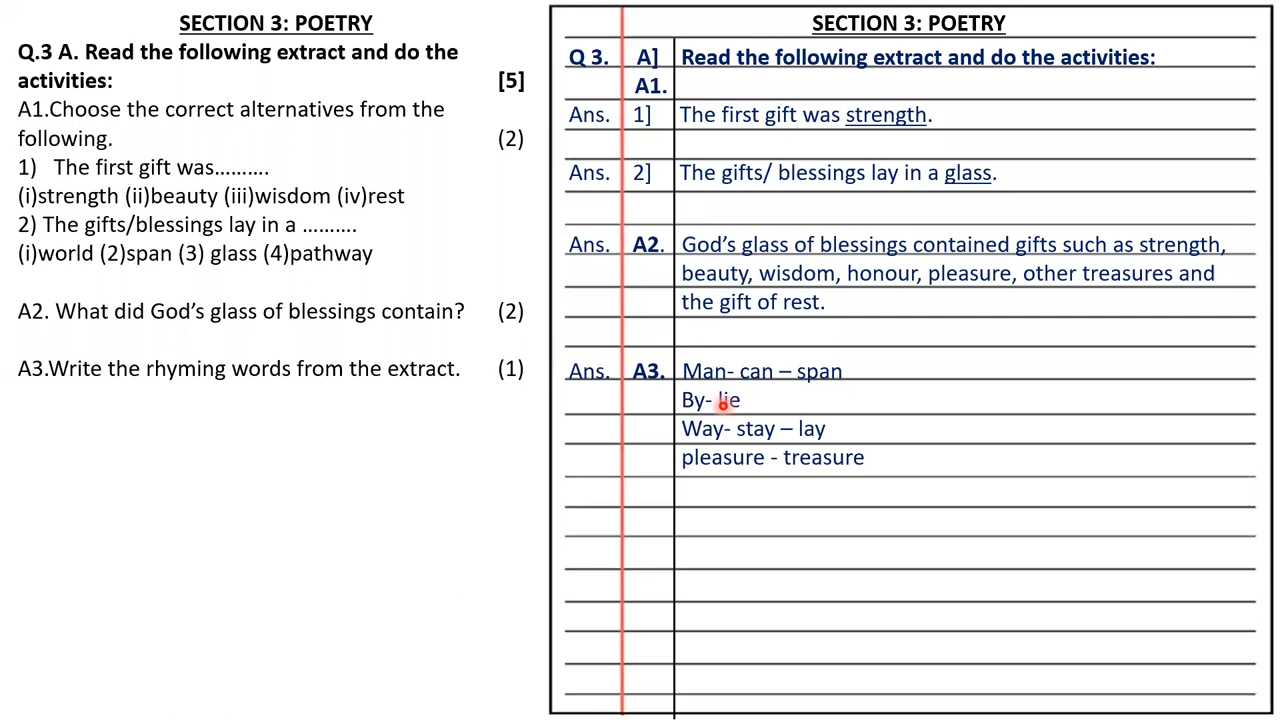 SECTION 3: POETRY
Q.3 A. Read the following extract and do the
activities: [5]
A1.Choose the correct alternatives from the
following. (2)
1) The first gift was..........
(i)strength (ii)beauty (iii)wisdom (iv)rest
2) The gifts/blessings lay in a ..........
(i)world (2)span (3) glass (4)pathway
A2. What did God's glass of blessings contain? (2)
A3.Write the rhyming words from the extract. (1)
SECTION 3: POETRY
Q 3. A] Read the following extract and do the activities:
A1.
Ans. 1] The first gift was strength.
Ans. 2] The gifts/ blessings lay in a glass.
Ans. A2. God's glass of blessings contained gifts such as strength,
beauty, wisdom, honour, pleasure, other treasures and
the gift of rest.
Ans. A3. Man- can – span
By- lie
Way- stay – lay
pleasure - treasure